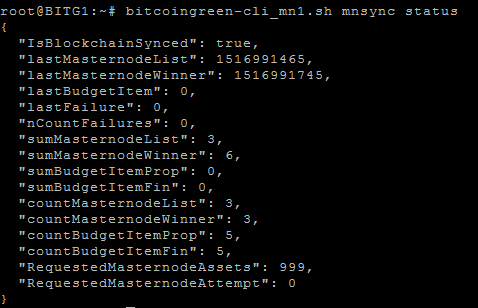 root@BITG1:~# bitcoingreen-cli_mn1.sh mnsync status
{
  "IsBlockchainSynced": true,
  "lastMasternodeList": 1516991465,
  "lastMasternodeWinner": 1516991745,
  "lastBudgetItem": 0,
  "lastFailure": 0,
  "nCountFailures": 0,
  "sumMasternodeList": 3,
  "sumMasternodeWinner": 6,
  "sumBudgetItemProp": 0,
  "sumBudgetItemFin": 0,
  "countMasternodeList": 3,
  "countMasternodeWinner": 3,
  "countBudgetItemProp": 5,
  "countBudgetItemFin": 5,
  "RequestedMasternodeAssets": 999,
  "RequestedMasternodeAttempt": 0
}